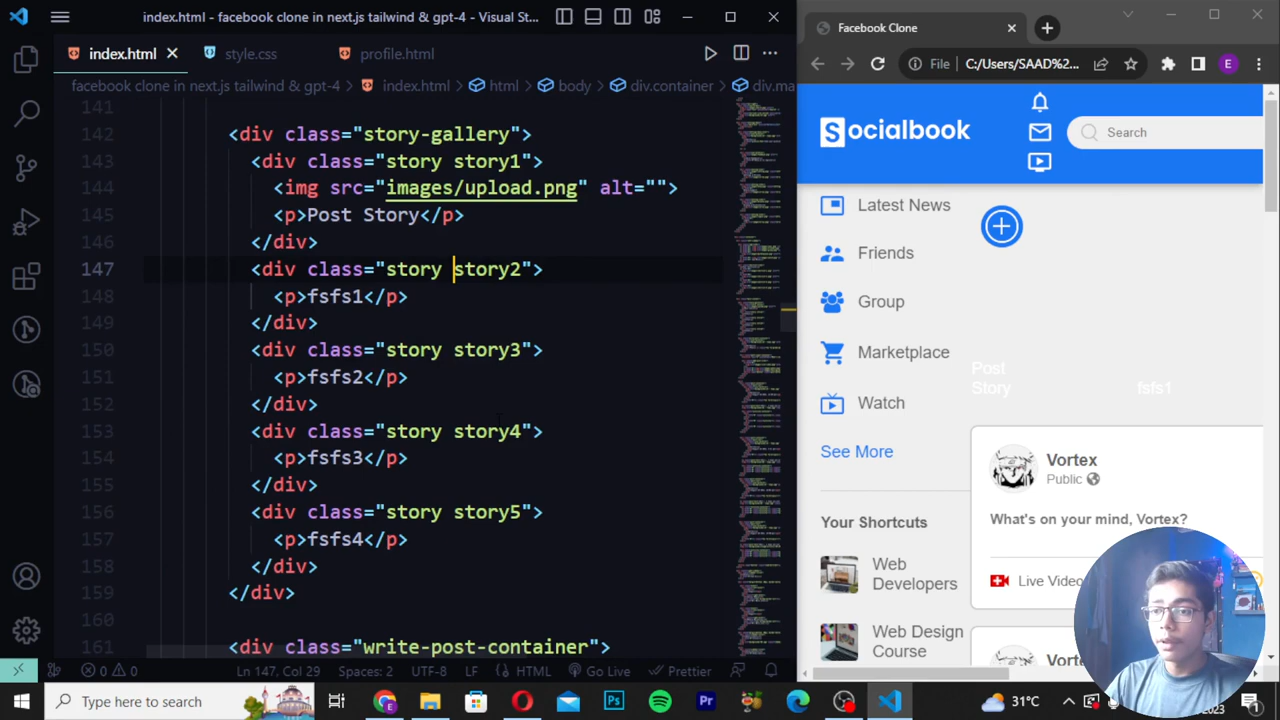 index.html - facebook clone in next.js tailwind & gpt-4 - Visual St...
index.html
style.css
profile.html
facebook clone in next.js tailwind & gpt-4 > index.html > html > body > div.container > div.ma
141
142 <div class="story-gallery">
143 <div class="story story1">
144 <img src="images/upload.png" alt="">
145 <p>Post Story</p>
146 </div>
147 <div class="story story2">
148 <p>fsfs1</p>
149 </div>
150 <div class="story story3">
151 <p>fsfs2</p>
152 </div>
153 <div class="story story4">
154 <p>fsfs3</p>
155 </div>
156 <div class="story story5">
157 <p>fsfs4</p>
158 </div>
159 </div>
160
161 <div class="write-post-container">
0 0
Ln 147, Col 29
Spaces: 2
UTF-8
LF
HTML
Go Live
Prettier
Facebook Clone
File
C:/Users/SAAD%2...
E
Socialbook
Search
Latest News
Friends
Group
Marketplace
Watch
See More
Your Shortcuts
Web
Developers
Web Design
Course
Post
Story
fsfs1
Vortex
Public
What's on your mind, Vortex?
Live Video
Type here to search
Ps
Pr
31°C
2023